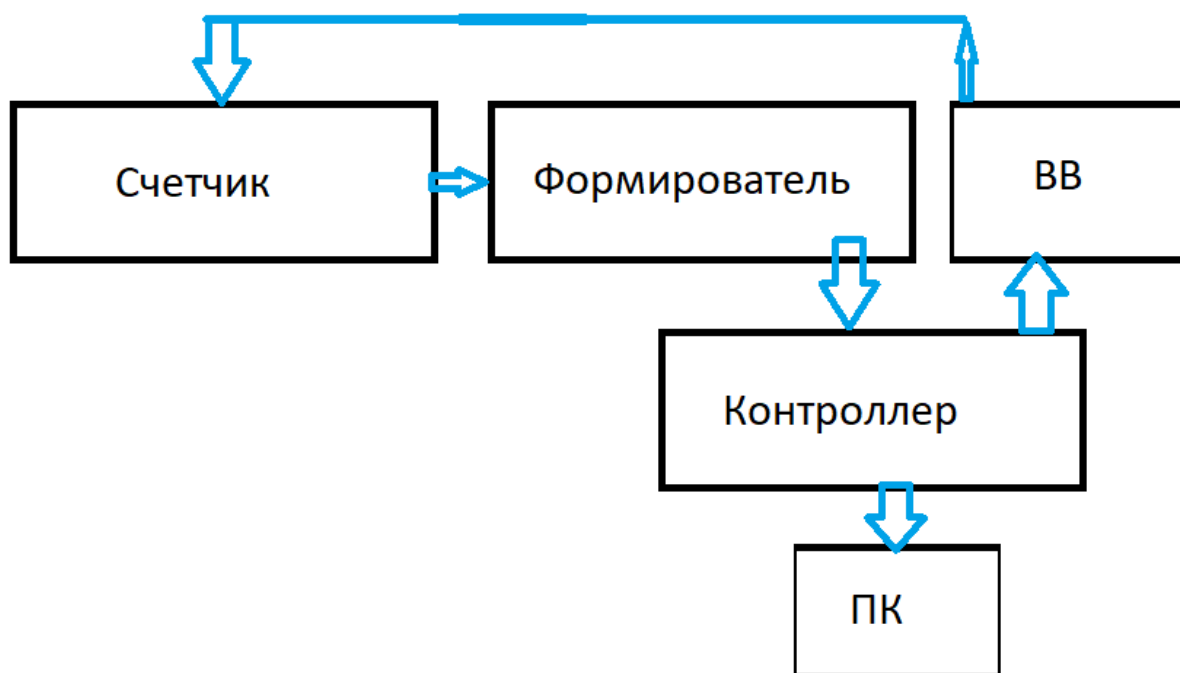 Счетчик
Формирователь
ВВ
Контроллер
ПК